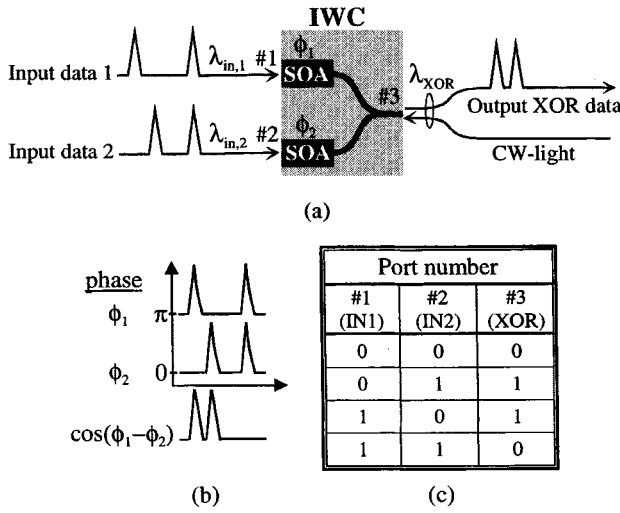 IWC
Input data 1
λin,1
#1
ϕ1
SOA
Input data 2
λin,2
#2
ϕ2
SOA
#3
λXOR
Output XOR data
CW-light
(a)
phase
ϕ1
π
ϕ2
0
cos(ϕ1−ϕ2)
(b)
Port number
#1 (IN1) #2 (IN2) #3 (XOR)
0 0 0
0 1 1
1 0 1
1 1 0
(c)